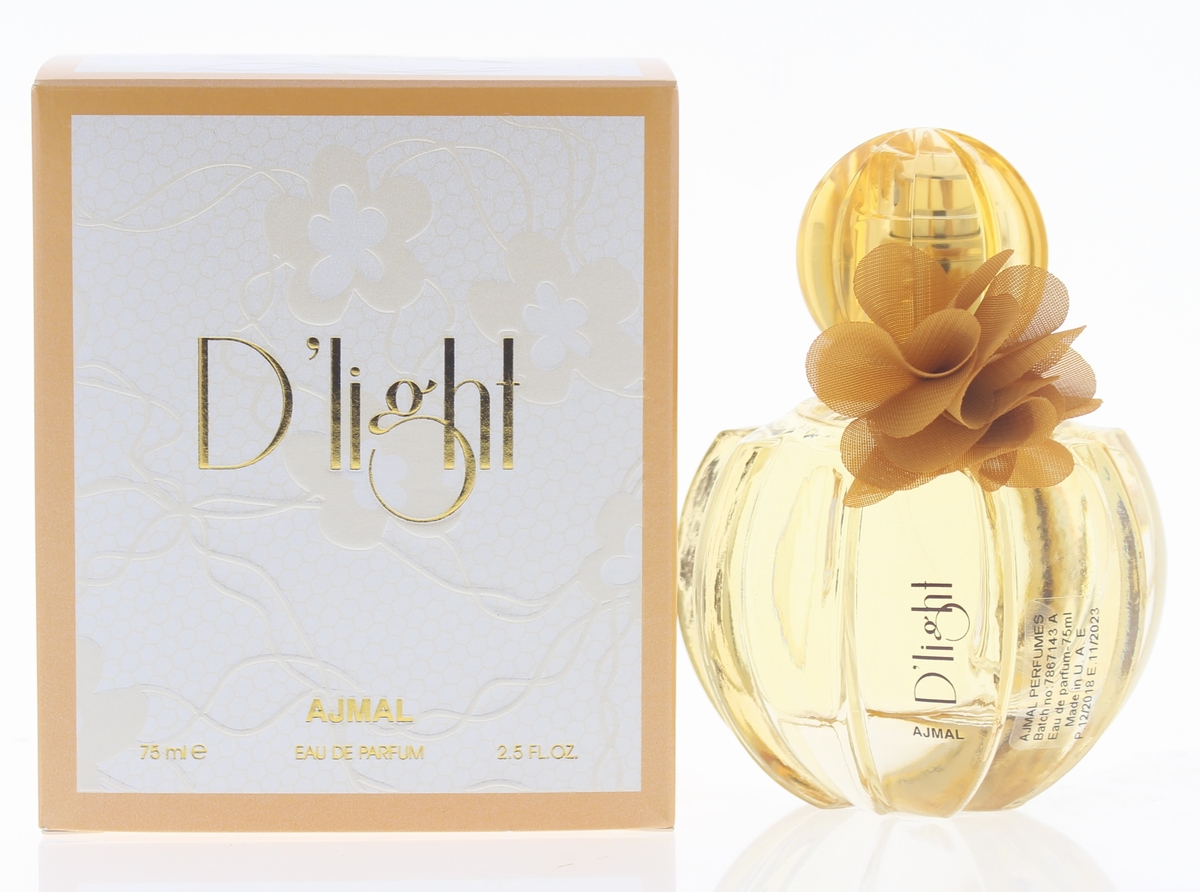 D'light
AJMAL
75 ml e
EAU DE PARFUM
2.5 FL.OZ.
D'light
AJMAL
AJMAL PERFUMES
Batch no:7867143 A
Eau de parfum-75ml
Made in U. A. E.
P.12/2018 E.11/2023